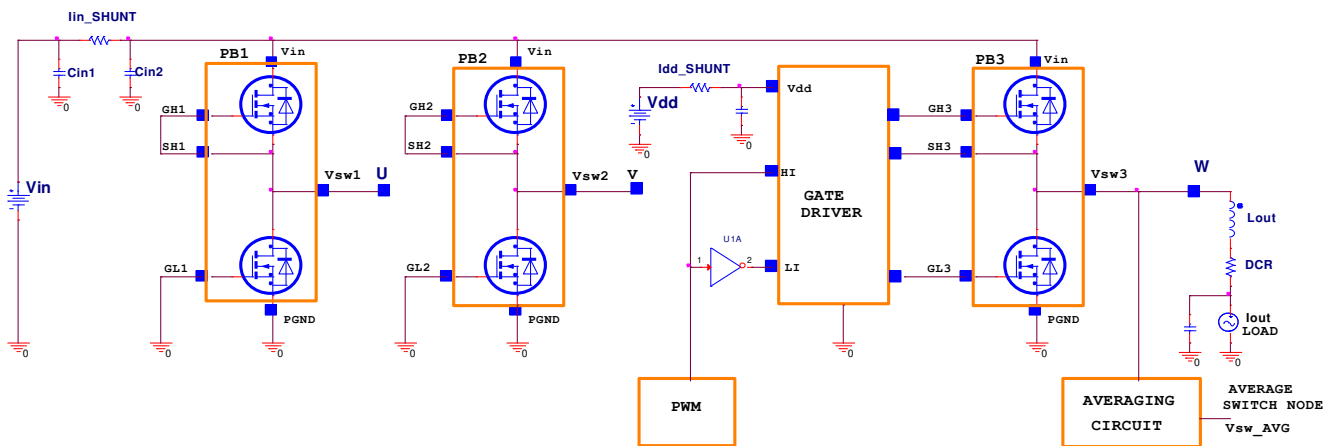 Iin_SHUNT
Cin1
Cin2
Vin
0
0
0
PB1
Vin
GH1
SH1
GL1
0
Vsw1
U
PGND
0
PB2
Vin
GH2
SH2
GL2
0
Vsw2
V
PGND
0
Idd_SHUNT
Vdd
0
0
Vdd
HI
LI
GATE
DRIVER
0
U1A
1
2
PWM
PB3
Vin
GH3
SH3
GL3
Vsw3
PGND
0
W
Lout
DCR
Iout
LOAD
0
0
AVERAGING
CIRCUIT
AVERAGE
SWITCH NODE
Vsw_AVG